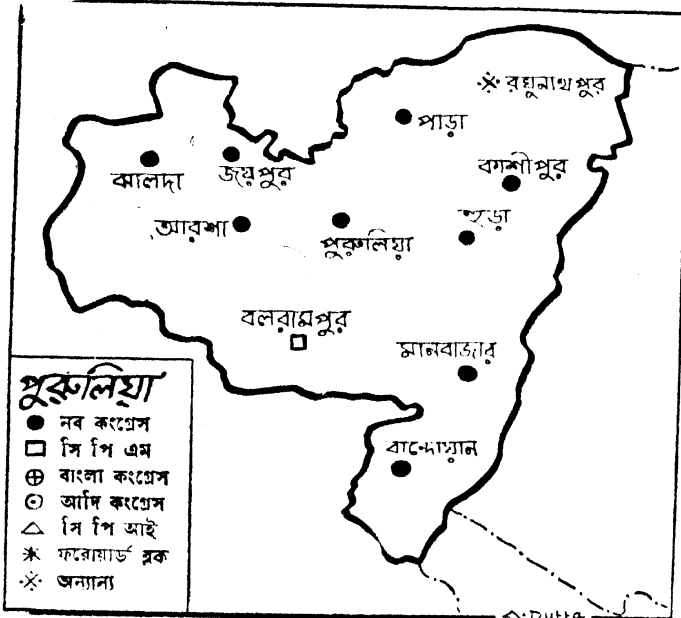 রঘুনাথপুর
পাড়া
ঝালদা
জয়পুর
কাশীপুর
আরশা
পুরুলিয়া
হুড়া
বলরামপুর
মানবাজার
বান্দোয়ান
পুরুলিয়া
নব কংগ্রেস
সি পি এম
বাংলা কংগ্রেস
আদি কংগ্রেস
সি পি আই
ফরোয়ার্ড ব্লক
অন্যান্য